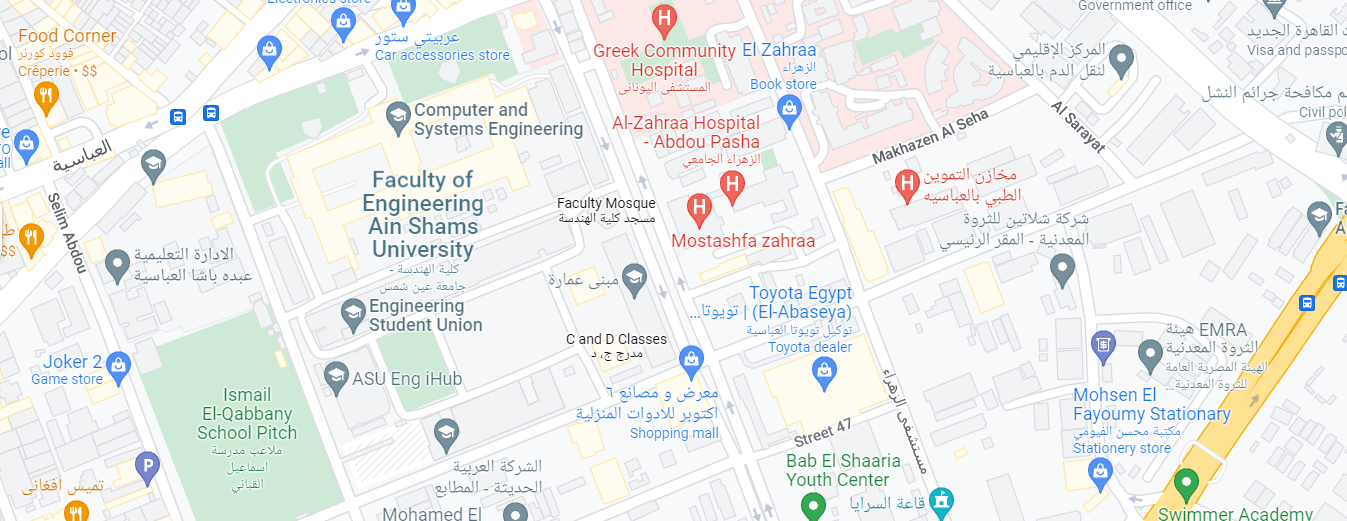 Electronics store
Food Corner
فوود كورنر
Crêperie • $$
عربيتي ستور
Car accessories store
Greek Community
Hospital
المستشفى اليونانى
El Zahraa
الزهراء
Book store
Government office
المركز الإقليمي
لنقل الدم بالعباسية
القاهرة الجديد
Visa and passpo
م مكافحة جرائم النشل
Civil pol
العباسية
Computer and
Systems Engineering
Al-Zahraa Hospital
- Abdou Pasha
الزهراء الجامعي
Makhazen Al Seha
Al Sarayat
Faculty of
Engineering
Ain Shams
University
كلية الهندسة -
جامعة عين شمس
Faculty Mosque
مسجد كلية الهندسة
Mostashfa zahraa
مخازن التموين
الطبي بالعباسيه
شركة شلاتين للثروة
المعدنية - المقر الرئيسي
Selim Abdou
$$
الادارة التعليمية
عبده باشا العباسية
مبنى عمارة
Engineering
Student Union
Toyota Egypt
(El-Abaseya) | تويوتا...
توكيل تويوتا العباسية
Toyota dealer
C and D Classes
مدرج ج، د
EMRA هيئة
الثروة المعدنية
الهيئة المصرية العامة
للثروة المعدنية...
Joker 2
Game store
ASU Eng iHub
Ismail
El-Qabbany
School Pitch
ملاعب مدرسة
اسماعيل
القباني
معرض و مصانع ٦
اكتوبر للادوات المنزلية
Shopping mall
مستشفى الزهراء
Mohsen El
Fayoumy Stationary
مكتبة محسن الفيومي
Stationery store
Street 47
P
تميس افغانى
الشركة العربية
الحديثة - المطابع
Mohamed El
Bab El Shaaria
Youth Center
قاعة السرايا
Swimmer Academy